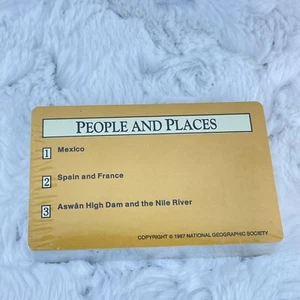 PEOPLE AND PLACES
1 Mexico
2 Spain and France
3 Aswân High Dam and the Nile River
COPYRIGHT © 1987 NATIONAL GEOGRAPHIC SOCIETY